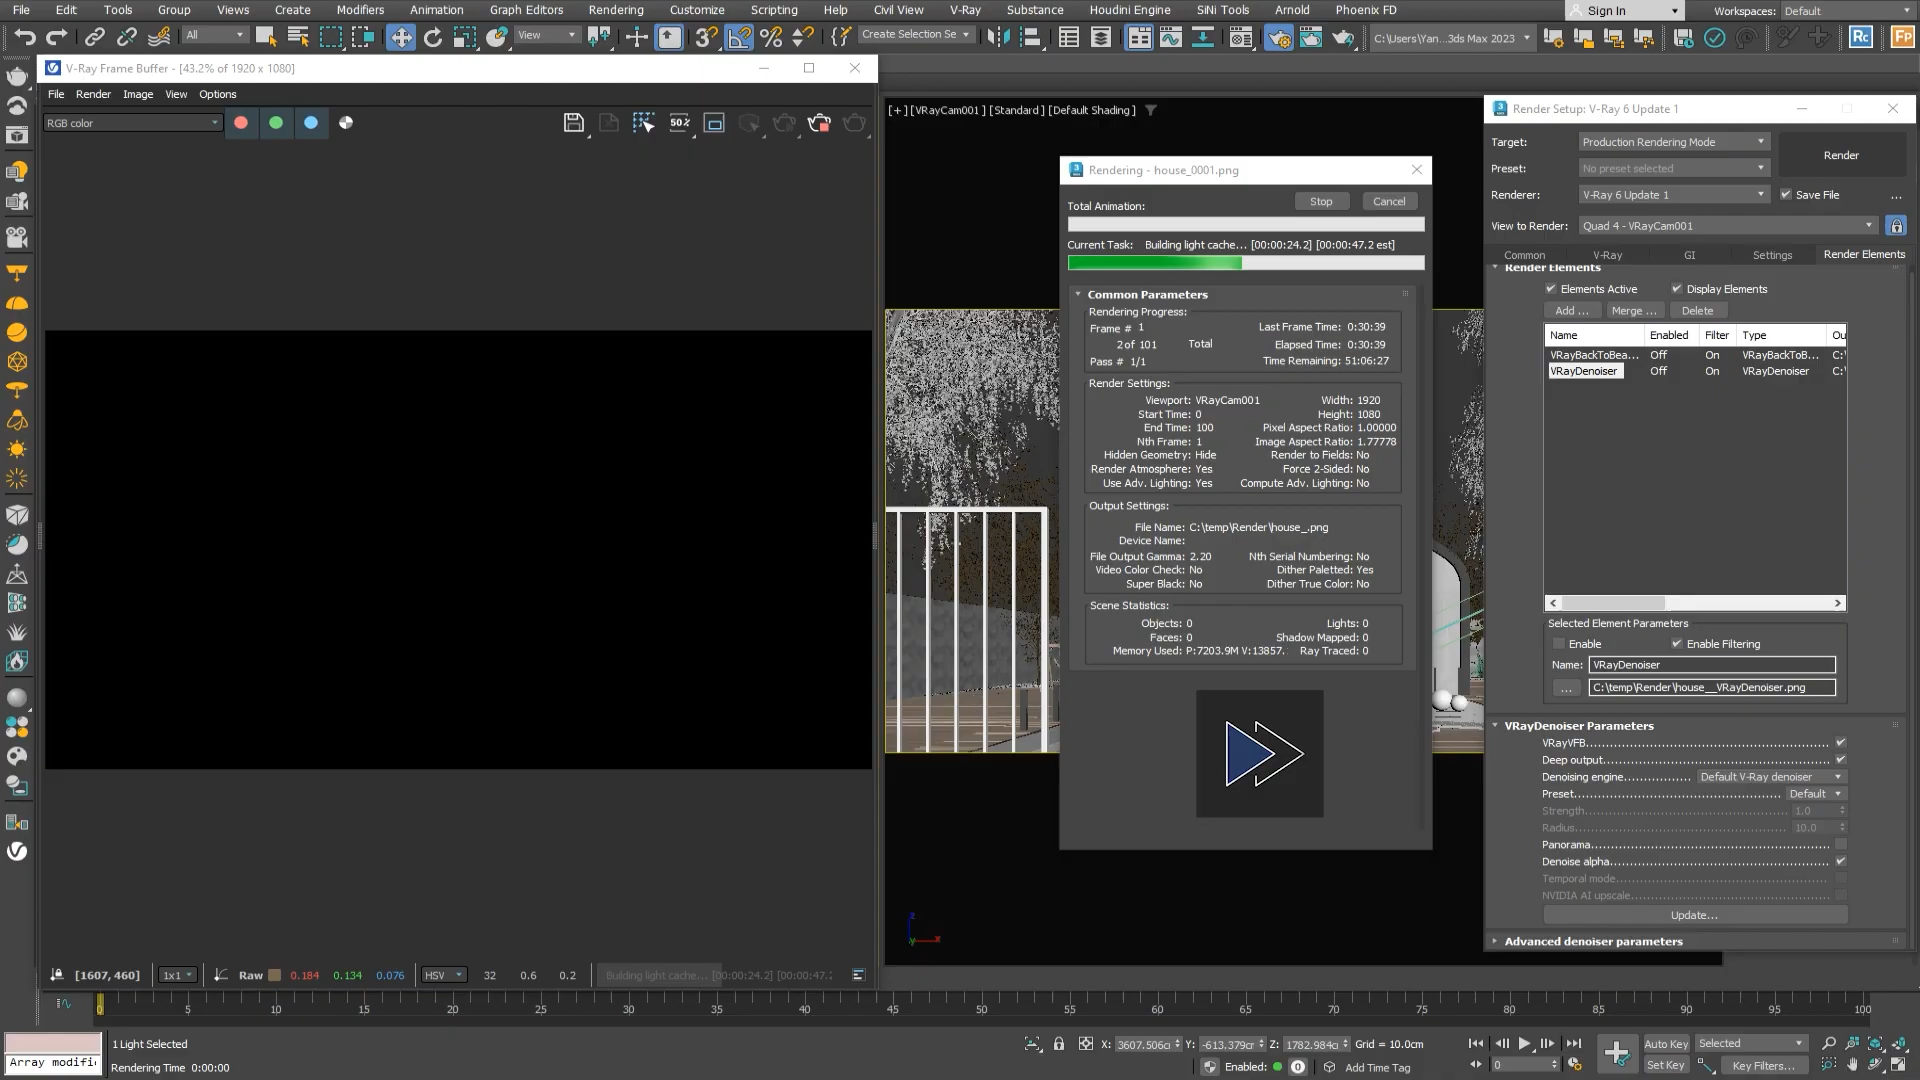 File Edit Tools Group Views Create Modifiers Animation Graph Editors Rendering Customize Scripting Help Civil View V-Ray Substance Houdini Engine SiNi Tools Arnold Phoenix FD
Sign In
Workspaces: Default
All
View
Create Selection Se
C:\Users\Yan...3ds Max 2023
Rc
Fp
V-Ray Frame Buffer - [43.2% of 1920 x 1080]
File Render Image View Options
RGB color
50%
[+][VRayCam001][Standard][Default Shading]
Rendering - house_0001.png
Total Animation:
Stop
Cancel
Current Task: Building light cache... [00:00:24.2] [00:00:47.2 est]
Common Parameters
Rendering Progress:
Frame # 1
Last Frame Time: 0:30:39
2 of 101 Total
Elapsed Time: 0:30:39
Pass # 1/1
Time Remaining: 51:06:27
Render Settings:
Viewport: VRayCam001
Width: 1920
Start Time: 0
Height: 1080
End Time: 100
Pixel Aspect Ratio: 1.00000
Nth Frame: 1
Image Aspect Ratio: 1.77778
Hidden Geometry: Hide
Render to Fields: No
Render Atmosphere: Yes
Force 2-Sided: No
Use Adv. Lighting: Yes
Compute Adv. Lighting: No
Output Settings:
File Name: C:\temp\Render\house_.png
Device Name:
File Output Gamma: 2.20
Nth Serial Numbering: No
Video Color Check: No
Dither Paletted: Yes
Super Black: No
Dither True Color: No
Scene Statistics:
Objects: 0
Lights: 0
Faces: 0
Shadow Mapped: 0
Memory Used: P:7203.9M V:13857.
Ray Traced: 0
Render Setup: V-Ray 6 Update 1
Target: Production Rendering Mode
Render
Preset: No preset selected
Renderer: V-Ray 6 Update 1
Save File
...
View to Render: Quad 4 - VRayCam001
Common V-Ray GI Settings Render Elements
Render Elements
Elements Active
Display Elements
Add ...
Merge ...
Delete
Name Enabled Filter Type Ou
VRayBackToBea... Off On VRayBackToB... C:\
VRayDenoiser Off On VRayDenoiser C:\
Selected Element Parameters
Enable
Enable Filtering
Name: VRayDenoiser
... C:\temp\Render\house__VRayDenoiser.png
VRayDenoiser Parameters
VRayVFB
Deep output
Denoising engine Default V-Ray denoiser
Preset Default
Strength 1.0
Radius 10.0
Panorama
Denoise alpha
Temporal mode
NVIDIA AI upscale
Update...
Advanced denoiser parameters
z
y
x
[1607, 460]
1x1
Raw 0.184 0.134 0.076
HSV 32 0.6 0.2
Building light cache... [00:00:24.2] [00:00:47.2
0 5 10 15 20 25 30 35 40 45 50 55 60 65 70 75 80 85 90 95 100
1 Light Selected
X: 3607.506c Y: -613.379cr Z: 1782.984c Grid = 10.0cm
Auto Key
Selected
Array modifi
Rendering Time 0:00:00
Enabled: 0
Add Time Tag
0
Set Key
Key Filters...